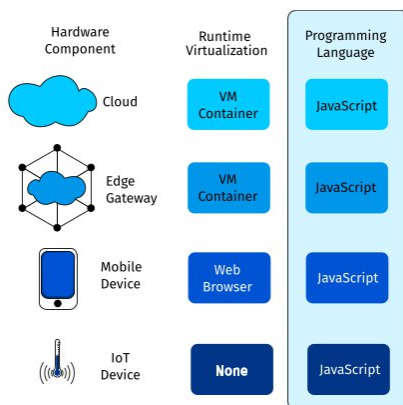 Hardware
Component
Runtime
Virtualization
Programming
Language
Cloud
VM
Container
JavaScript
Edge
Gateway
VM
Container
JavaScript
Mobile
Device
Web
Browser
JavaScript
IoT
Device
None
JavaScript